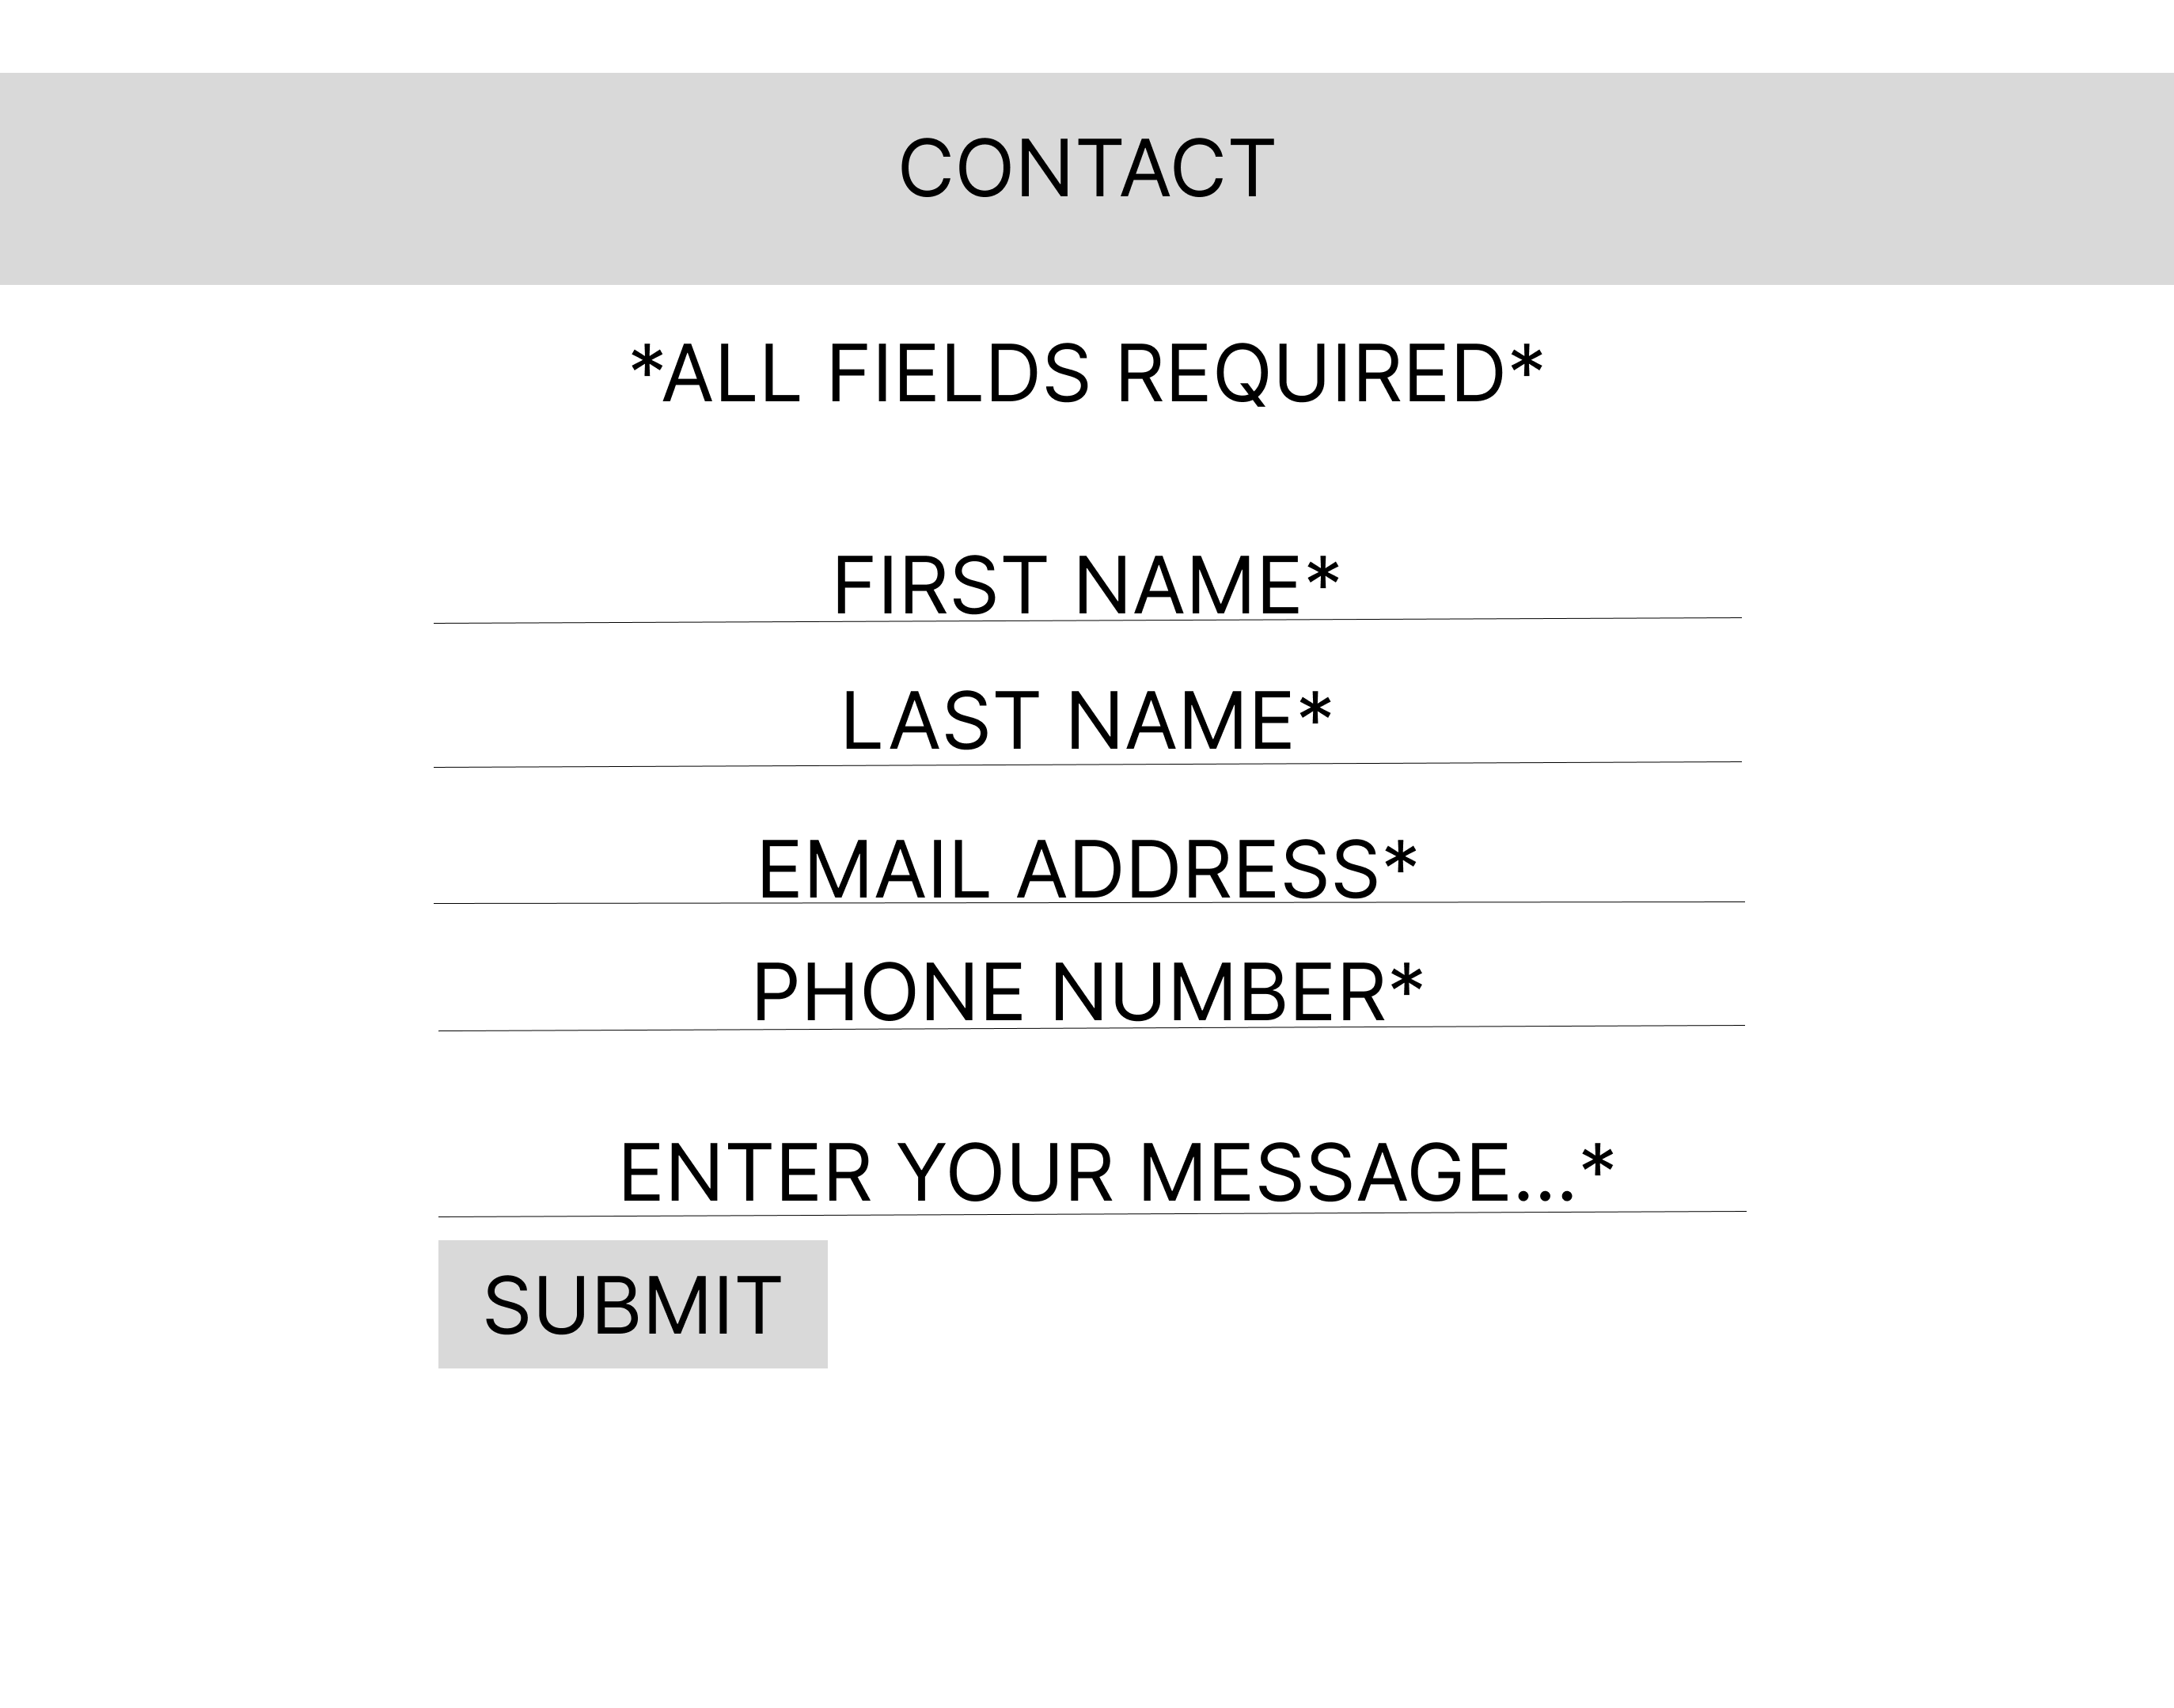 CONTACT
*ALL FIELDS REQUIRED*
FIRST NAME*
LAST NAME*
EMAIL ADDRESS*
PHONE NUMBER*
ENTER YOUR MESSAGE...*
SUBMIT